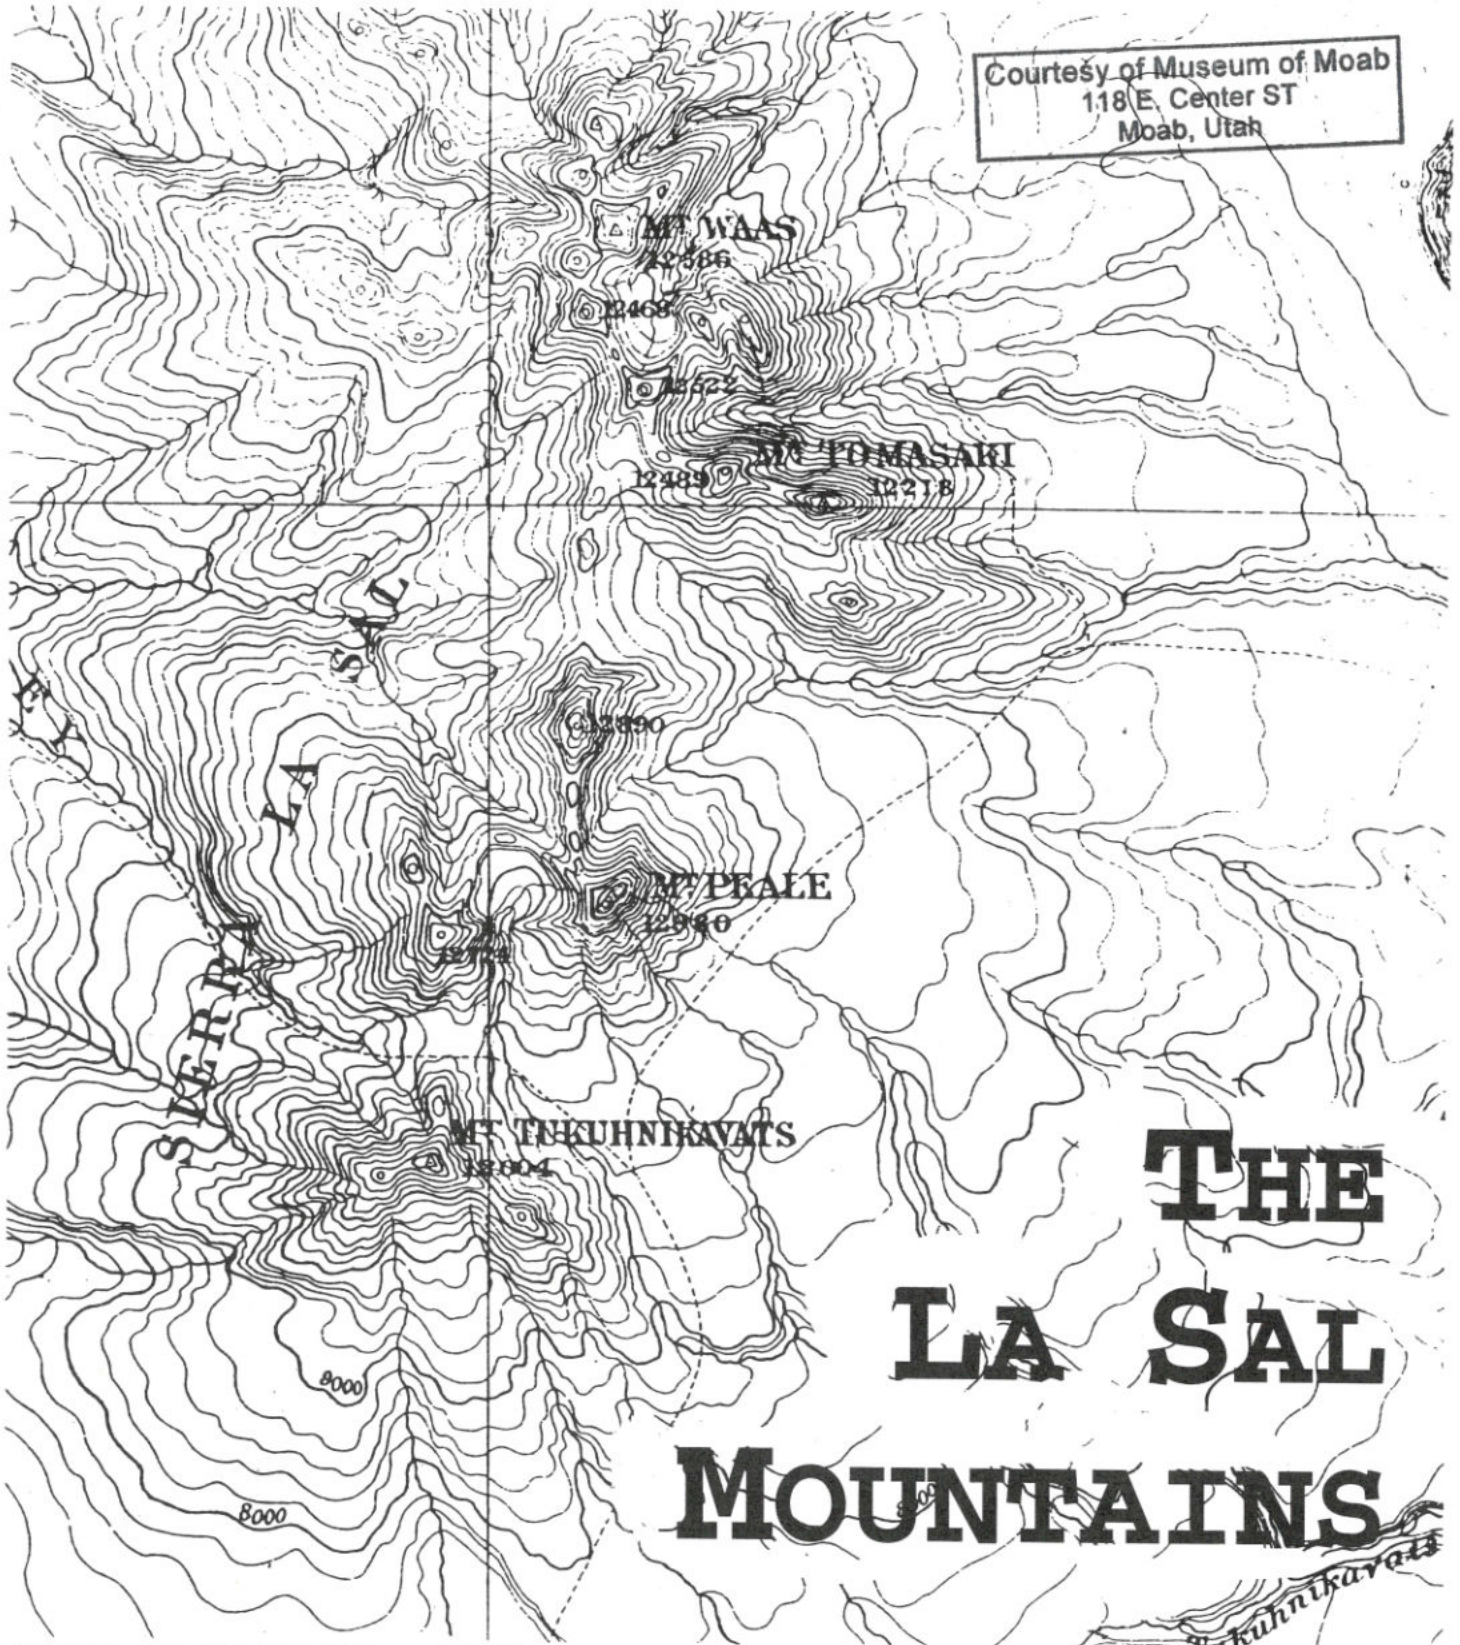 Courtesy of Museum of Moab
118 E. Center ST
Moab, Utah
MT WAAS
12586
12468
12522
MT TOMASAKI
12489
12218
SIERRA LA SAL
E Y
12890
MT PEALE
12724
MT TUKUHNIKAVATS
12004
8000
8000
8000
THE
LA SAL
MOUNTAINS
Tukuhnikavats